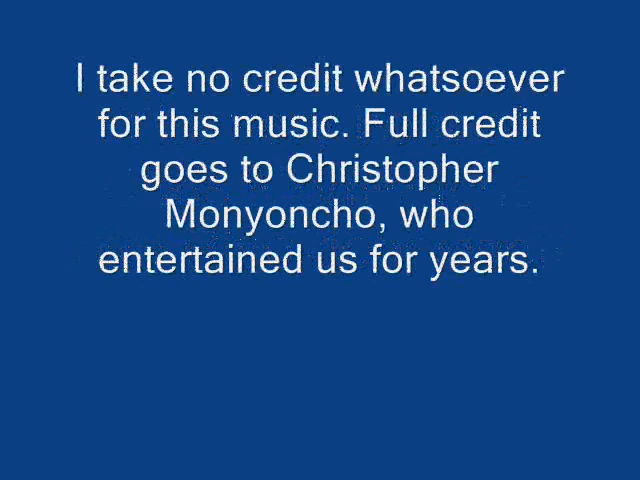 I take no credit whatsoever
for this music. Full credit
goes to Christopher
Monyoncho, who
entertained us for years.